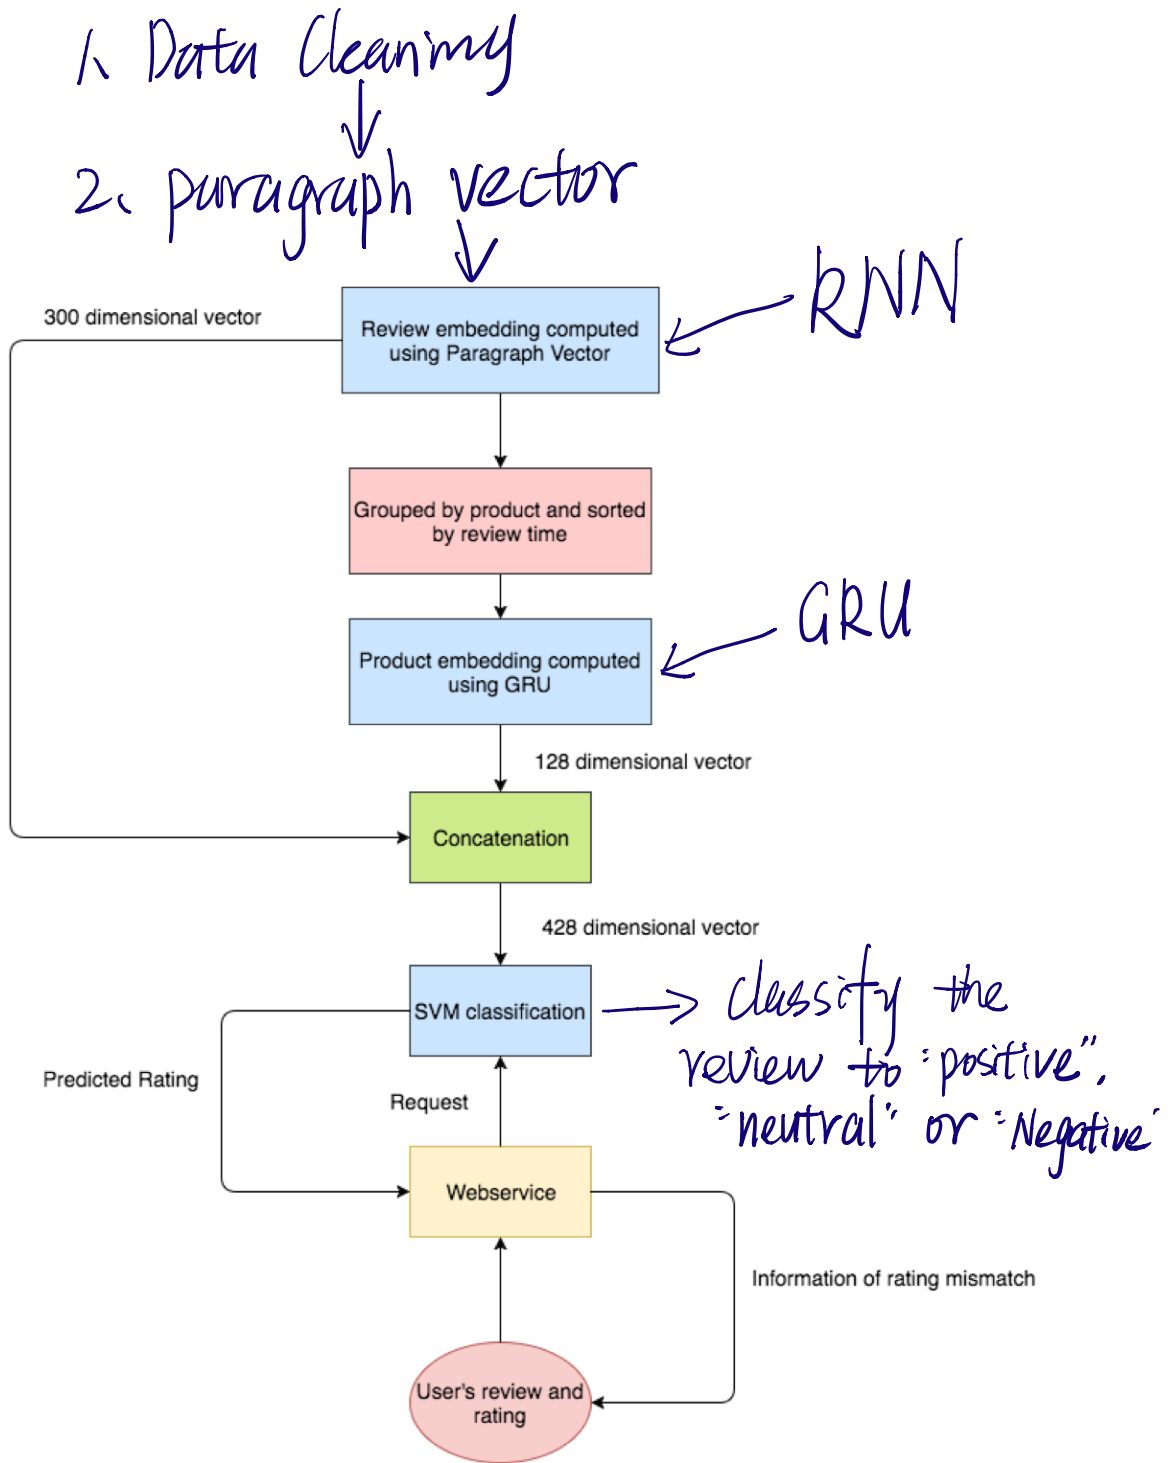 1、Data Cleaning
2、paragraph vector
RNN
300 dimensional vector
Review embedding computed
using Paragraph Vector
Grouped by product and sorted
by review time
GRU
Product embedding computed
using GRU
128 dimensional vector
Concatenation
428 dimensional vector
SVM classification
classify the
review to "positive",
"neutral" or "Negative"
Predicted Rating
Request
Webservice
Information of rating mismatch
User's review and
rating